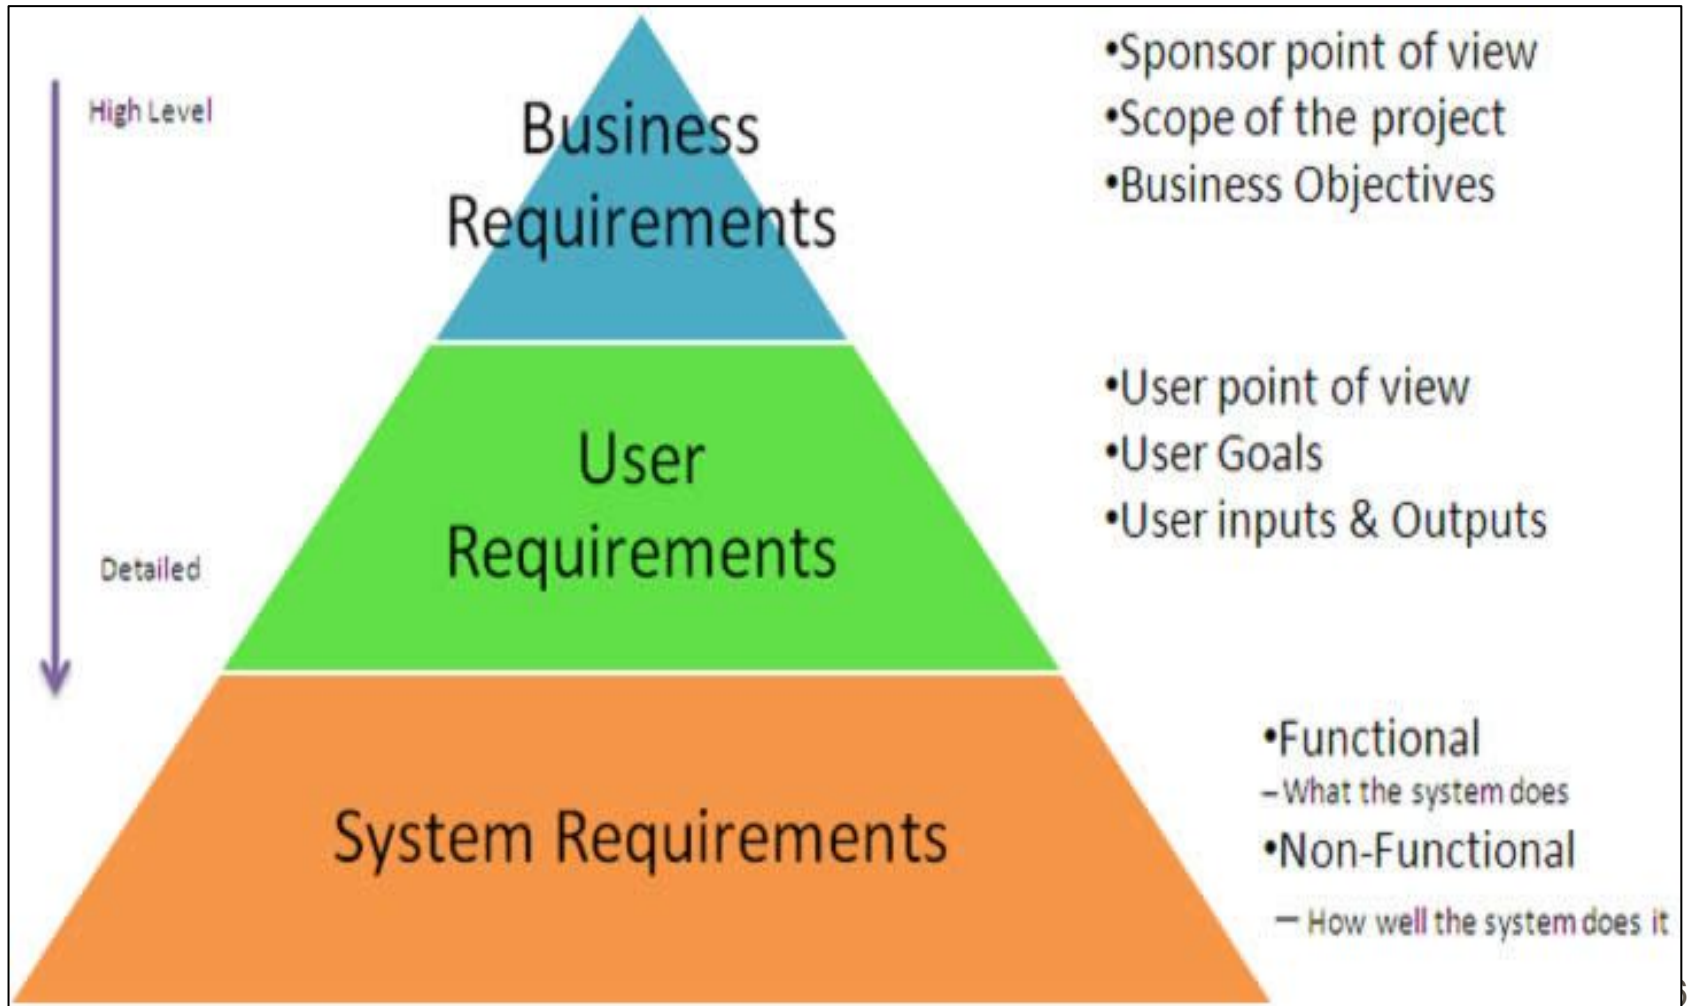 High Level
Detailed
Business
Requirements
•Sponsor point of view
•Scope of the project
•Business Objectives
User
Requirements
•User point of view
•User Goals
•User inputs & Outputs
System Requirements
•Functional
–What the system does
•Non-Functional
– How well the system does it